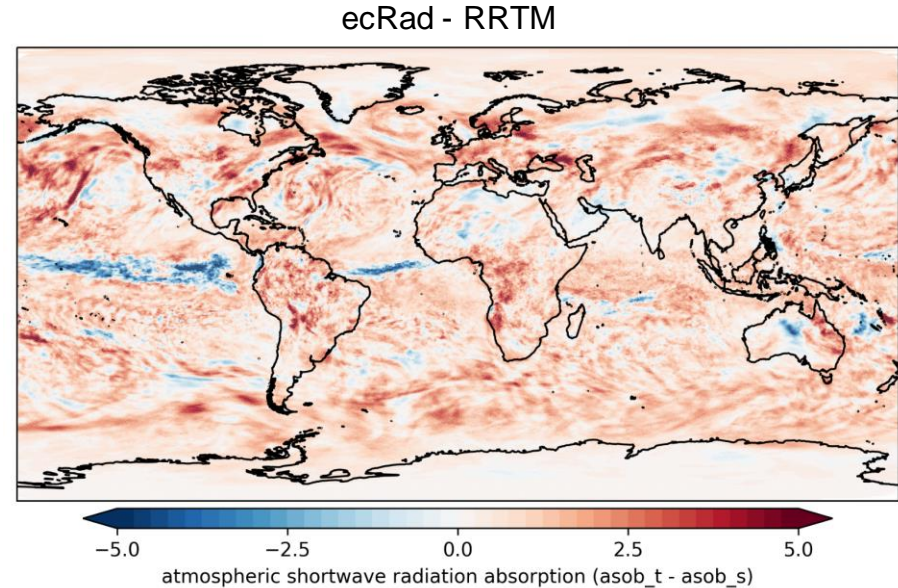 ecRad - RRTM
−5.0 −2.5 0.0 2.5 5.0
atmospheric shortwave radiation absorption (asob_t - asob_s)